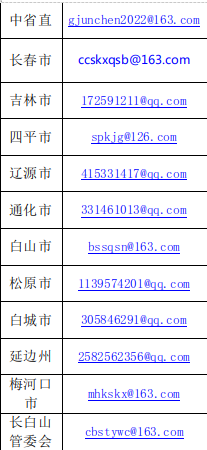 中省直 gjunchen2022@163.com
长春市 ccskxqsb@163.com
吉林市 172591211@qq.com
四平市 spkjg@126.com
辽源市 415331417@qq.com
通化市 331461013@qq.com
白山市 bssqsn@163.com
松原市 1139574201@qq.com
白城市 305846291@qq.com
延边州 2582562356@qq.com
梅河口
市 mhkskx@163.com
长白山
管委会 cbstywc@163.com